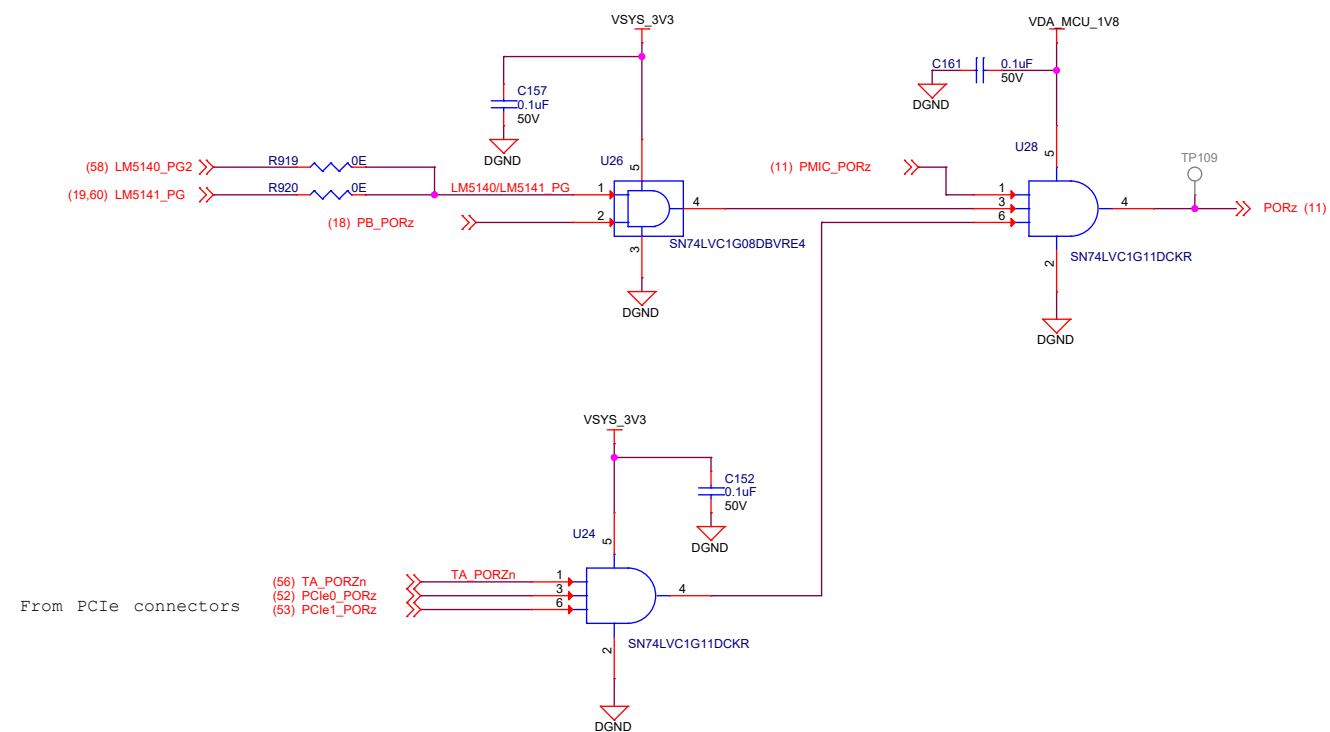 VSYS_3V3
VDA_MCU_1V8
C161
0.1uF
50V
DGND
C157
0.1uF
50V
DGND
U26
U28
5
5
TP109
(58) LM5140_PG2
R919
0E
(19,60) LM5141_PG
R920
0E
LM5140/LM5141_PG
1
(18) PB_PORz
2
4
3
SN74LVC1G08DBVRE4
DGND
(11) PMIC_PORz
1
3
6
4
PORz (11)
SN74LVC1G11DCKR
2
DGND
VSYS_3V3
C152
0.1uF
50V
DGND
U24
5
From PCIe connectors
(56) TA_PORZn
TA_PORZn
1
(52) PCIe0_PORz
3
(53) PCIe1_PORz
6
4
SN74LVC1G11DCKR
2
DGND